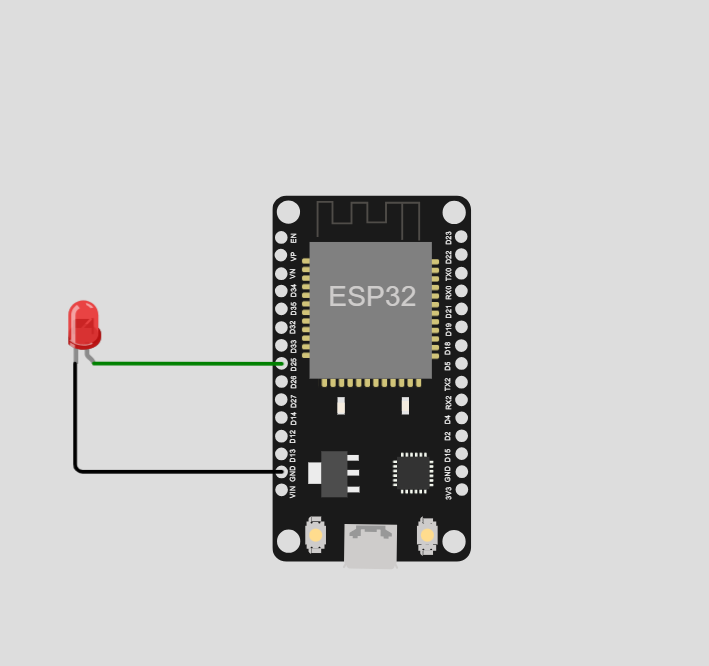 ESP32
EN
VP
VN
D34
D35
D32
D33
D25
D26
D27
D14
D12
D13
GND
VIN
D23
D22
TX0
RX0
D21
D19
D18
D5
TX2
RX2
D4
D2
D15
GND
3V3